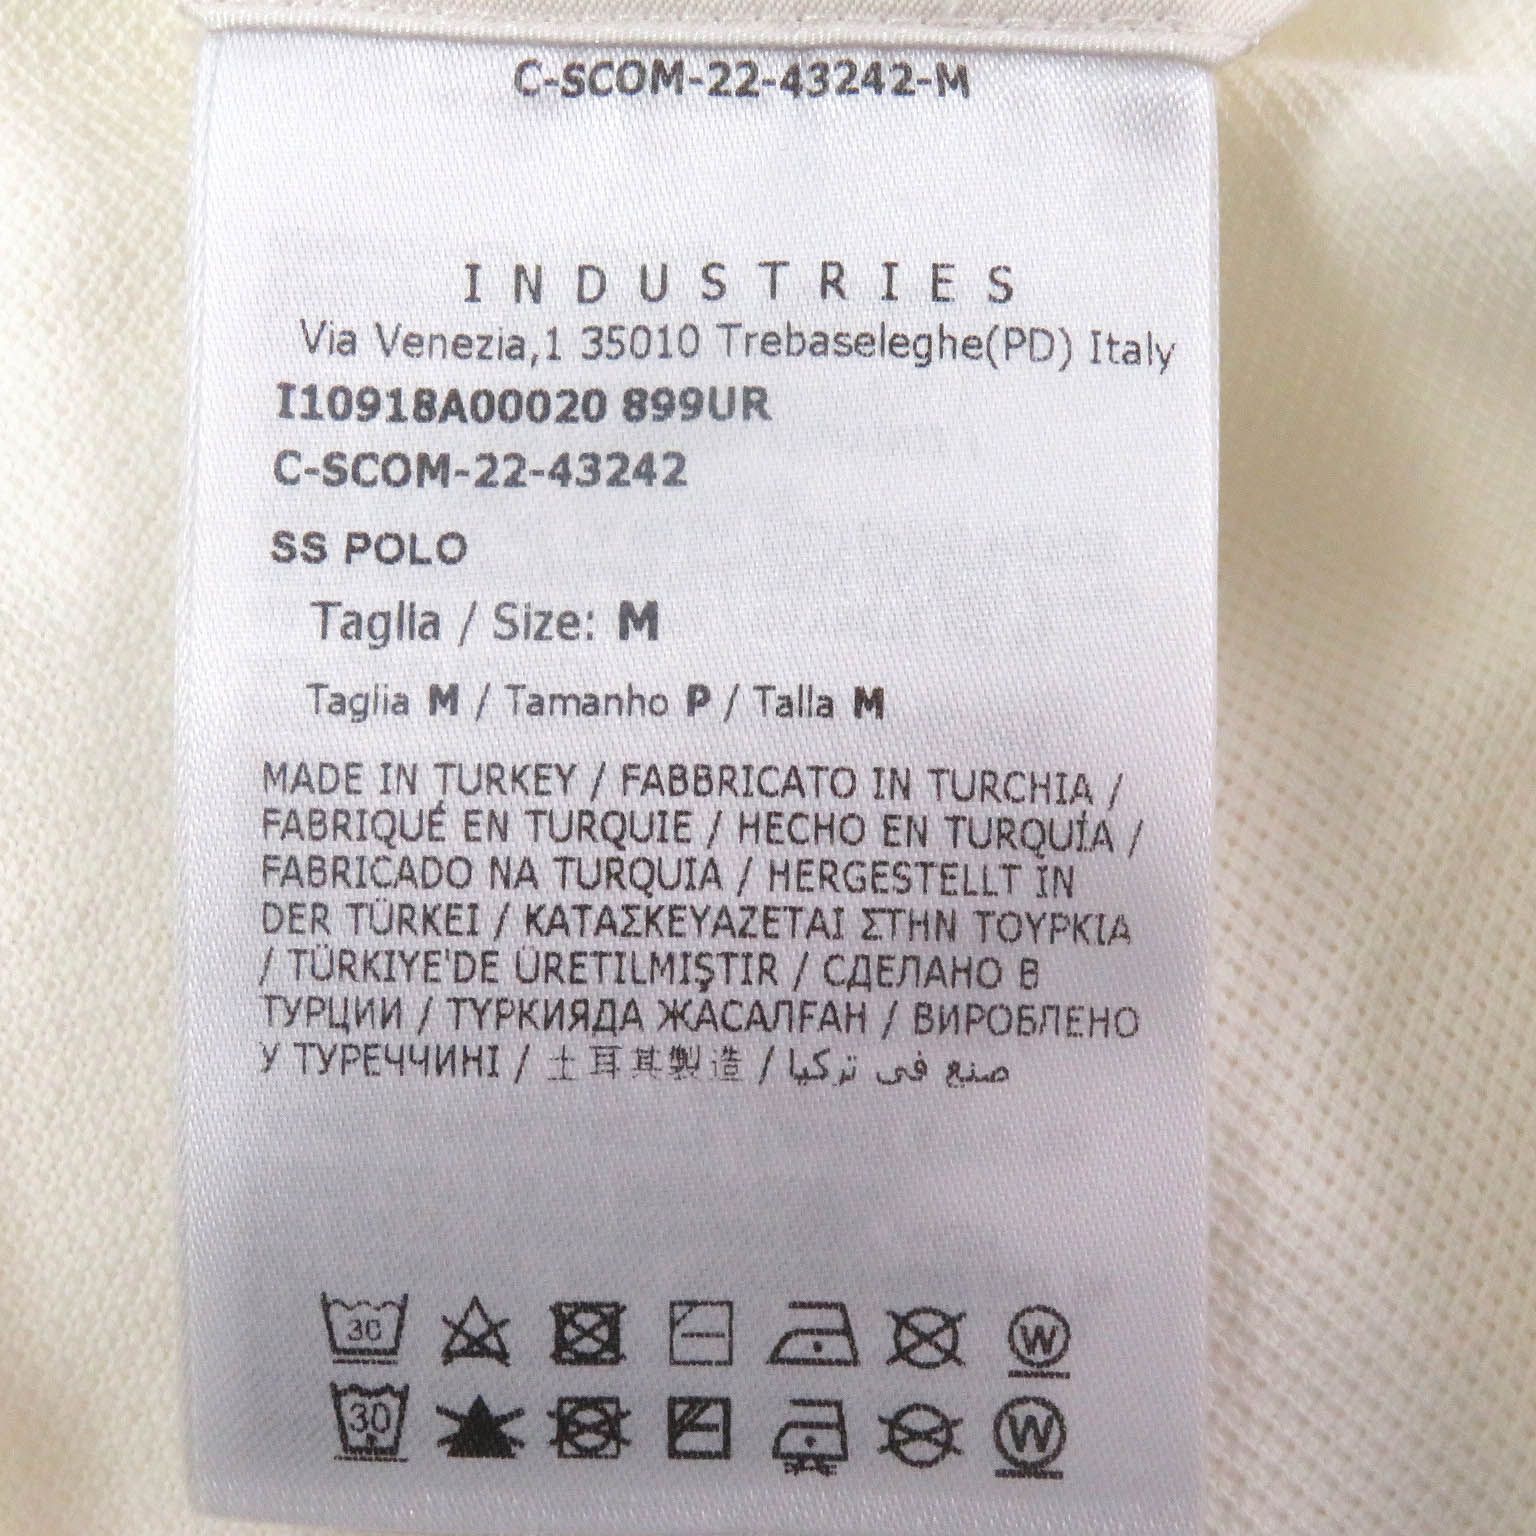 C-SCOM-22-43242-M
INDUSTRIES
Via Venezia,1 35010 Trebaseleghe(PD) Italy
I10918A00020 899UR
C-SCOM-22-43242
SS POLO
Taglia / Size: M
Taglia M / Tamanho P / Talla M
MADE IN TURKEY / FABBRICATO IN TURCHIA /
FABRIQUÉ EN TURQUIE / HECHO EN TURQUÍA /
FABRICADO NA TURQUIA / HERGESTELLT IN
DER TÜRKEI / ΚΑΤΑΣΚΕΥΑΖΕΤΑΙ ΣΤΗΝ ΤΟΥΡΚΙΑ
/ TÜRKIYE'DE ÜRETILMIŞTIR / СДЕЛАНО В
ТУРЦИИ / ТҮРКИЯДА ЖАСАЛҒАН / ВИРОБЛЕНО
У ТУРЕЧЧИНІ / 土耳其製造 / صنع في تركيا
30 W
30 W